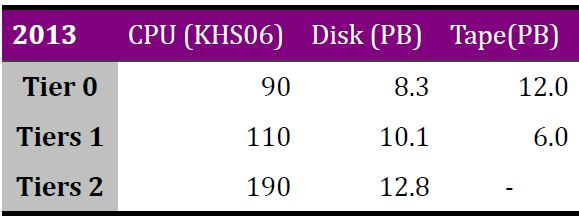 2013 CPU (KHS06) Disk (PB) Tape(PB)
Tier 0 90 8.3 12.0
Tiers 1 110 10.1 6.0
Tiers 2 190 12.8 -